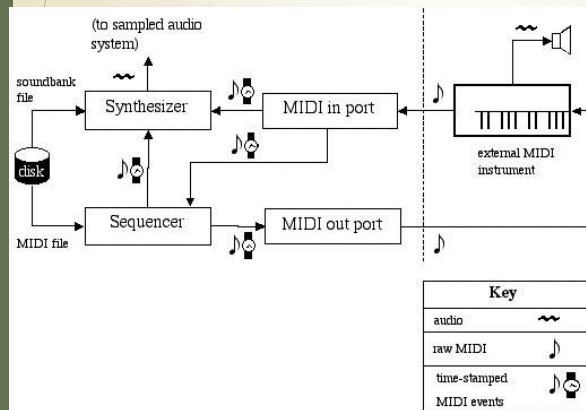 (to sampled audio
system)
soundbank
file
Synthesizer
MIDI in port
external MIDI
instrument
disk
Sequencer
MIDI out port
MIDI file
Key
audio
raw MIDI
time-stamped
MIDI events